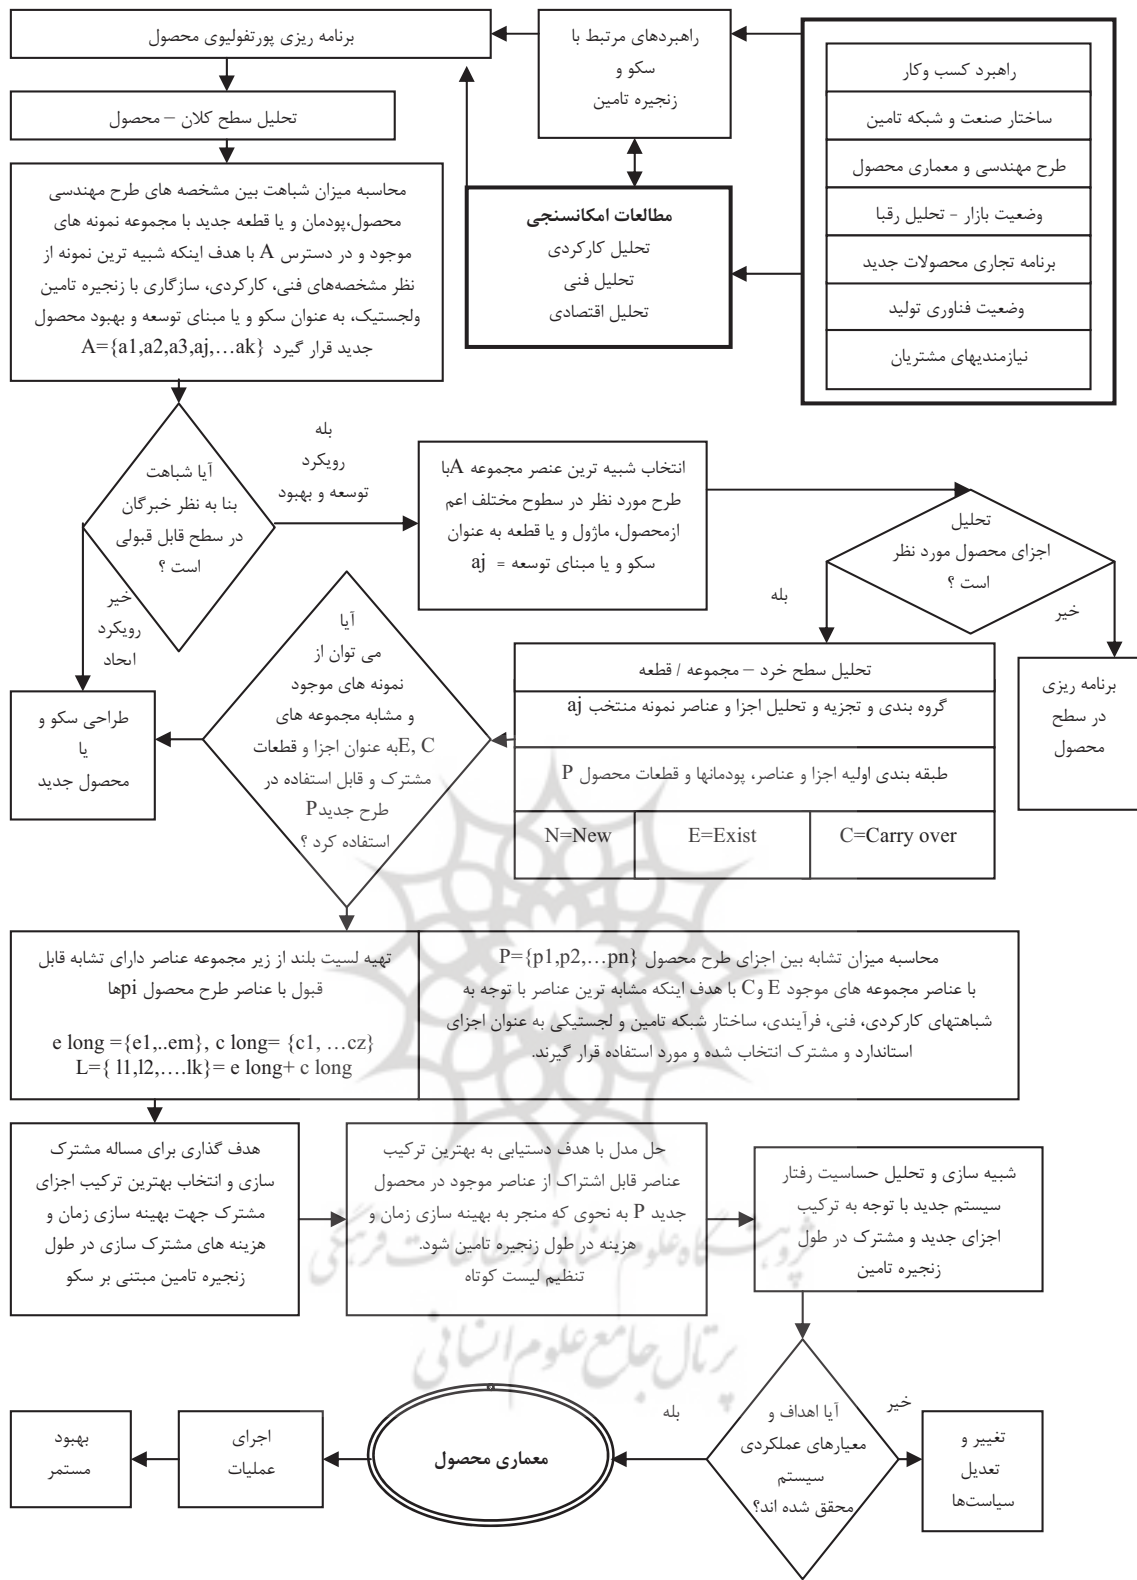 راهبرد کسب وکار
ساختار صنعت و شبکه تامین
طرح مهندسی و معماری محصول
وضعیت بازار - تحلیل رقبا
برنامه تجاری محصولات جدید
وضعیت فناوری تولید
نیازمندیهای مشتریان
راهبردهای مرتبط با
سکو و
زنجیره تامین
مطالعات امکانسنجی
تحلیل کارکردی
تحلیل فنی
تحلیل اقتصادی
برنامه ریزی پورتفولیوی محصول
تحلیل سطح کلان – محصول
محاسبه میزان شباهت بین مشخصه های طرح مهندسی
محصول،پودمان و یا قطعه جدید با مجموعه نمونه های
موجود و در دسترس A با هدف اینکه شبیه ترین نمونه از
نظر مشخصه‌های فنی، کارکردی، سازگاری با زنجیره تامین
ولجستیک، به عنوان سکو و یا مبنای توسعه و بهبود محصول
جدید قرار گیرد A={a1,a2,a3,aj,…ak}
آیا شباهت
بنا به نظر خبرگان
در سطح قابل قبولی
است ؟
بله
رویکرد
توسعه و بهبود
خیر
رویکرد
ایجاد
انتخاب شبیه ترین عنصر مجموعه Aبا
طرح مورد نظر در سطوح مختلف اعم
ازمحصول، ماژول و یا قطعه به عنوان
سکو و یا مبنای توسعه = aj
تحلیل
اجزای محصول مورد نظر
است ؟
بله
خیر
برنامه ریزی
در سطح
محصول
تحلیل سطح خرد – مجموعه / قطعه
گروه بندی و تجزیه و تحلیل اجزا و عناصر نمونه منتخب aj
طبقه بندی اولیه اجزا و عناصر، پودمانها و قطعات محصول P
N=New
E=Exist
C=Carry over
آیا
می توان از
نمونه های موجود
و مشابه مجموعه های
E, Cبه عنوان اجزا و قطعات
مشترک و قابل استفاده در
طرح جدیدP
استفاده کرد ؟
طراحی سکو و
یا
محصول جدید
محاسبه میزان تشابه بین اجزای طرح محصول P={p1,p2,…pn}
با عناصر مجموعه های موجود E وC با هدف اینکه مشابه ترین عناصر با توجه به
شباهتهای کارکردی، فنی، فرآیندی، ساختار شبکه تامین و لجستیکی به عنوان اجزای
استاندارد و مشترک انتخاب شده و مورد استفاده قرار گیرند.
تهیه لسیت بلند از زیر مجموعه عناصر دارای تشابه قابل
قبول با عناصر طرح محصول piها
e long ={e1,..em}, c long= {c1, …cz}
L={ l1,l2,….lk}= e long+ c long
هدف گذاری برای مساله مشترک
سازی و انتخاب بهترین ترکیب اجزای
مشترک جهت بهینه سازی زمان و
هزینه های مشترک سازی در طول
زنجیره تامین مبتنی بر سکو
حل مدل با هدف دستیابی به بهترین ترکیب
عناصر قابل اشتراک از عناصر موجود در محصول
جدید P به نحوی که منجر به بهینه سازی زمان و
هزینه در طول زنجیره تامین شود.
تنظیم لیست کوتاه
شبیه سازی و تحلیل حساسیت رفتار
سیستم جدید با توجه به ترکیب
اجزای جدید و مشترک در طول
زنجیره تامین
پژوهشگاه علوم انسانی و مطالعات فرهنگی
پرتال جامع علوم انسانی
آیا اهداف و
معیارهای عملکردی
سیستم
محقق شده اند؟
خیر
بله
تغییر و
تعدیل
سیاست‌ها
معماری محصول
اجرای
عملیات
بهبود
مستمر